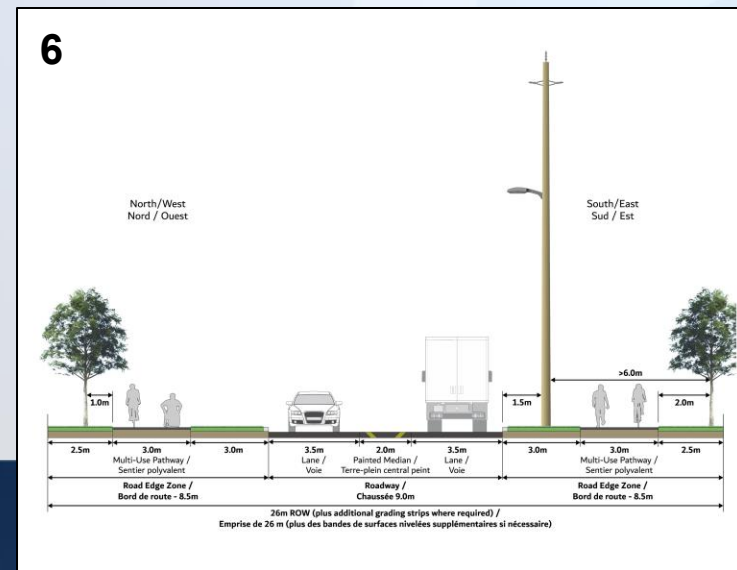 6
North/West
Nord / Ouest
South/East
Sud / Est
>6.0m
1.0m
1.5m
2.0m
2.5m 3.0m 3.0m 3.5m 2.0m 3.5m 3.0m 3.0m 2.5m
Multi-Use Pathway /
Sentier polyvalent
Lane /
Voie
Painted Median /
Terre-plein central peint
Lane /
Voie
Multi-Use Pathway /
Sentier polyvalent
Road Edge Zone /
Bord de route - 8.5m
Roadway /
Chaussée 9.0m
Road Edge Zone /
Bord de route - 8.5m
26m ROW (plus additional grading strips where required) /
Emprise de 26 m (plus des bandes de surfaces nivelées supplémentaires si nécessaire)